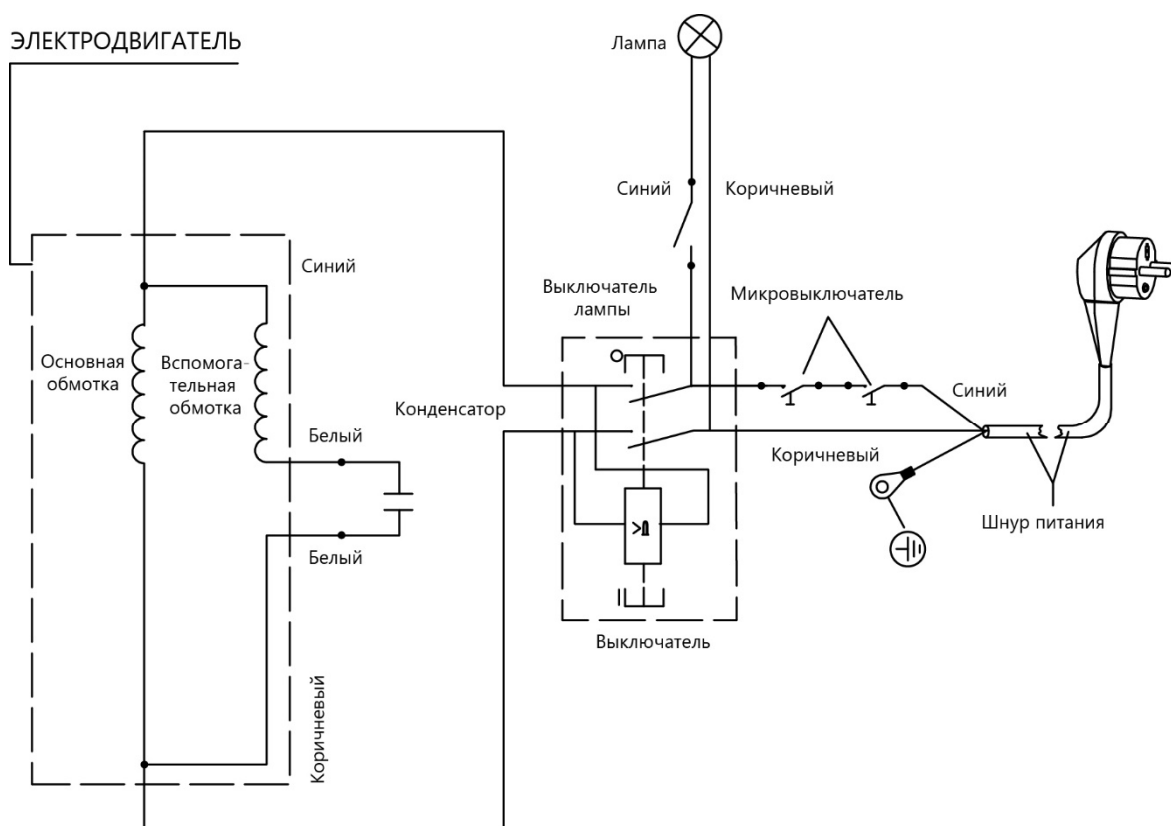 ЭЛЕКТРОДВИГАТЕЛЬ
Лампа
Синий
Коричневый
Синий
Выключатель
лампы
Микровыключатель
Основная
обмотка
Вспомога-
тельная
обмотка
Конденсатор
Синий
Белый
Коричневый
Белый
Шнур питания
Выключатель
Коричневый